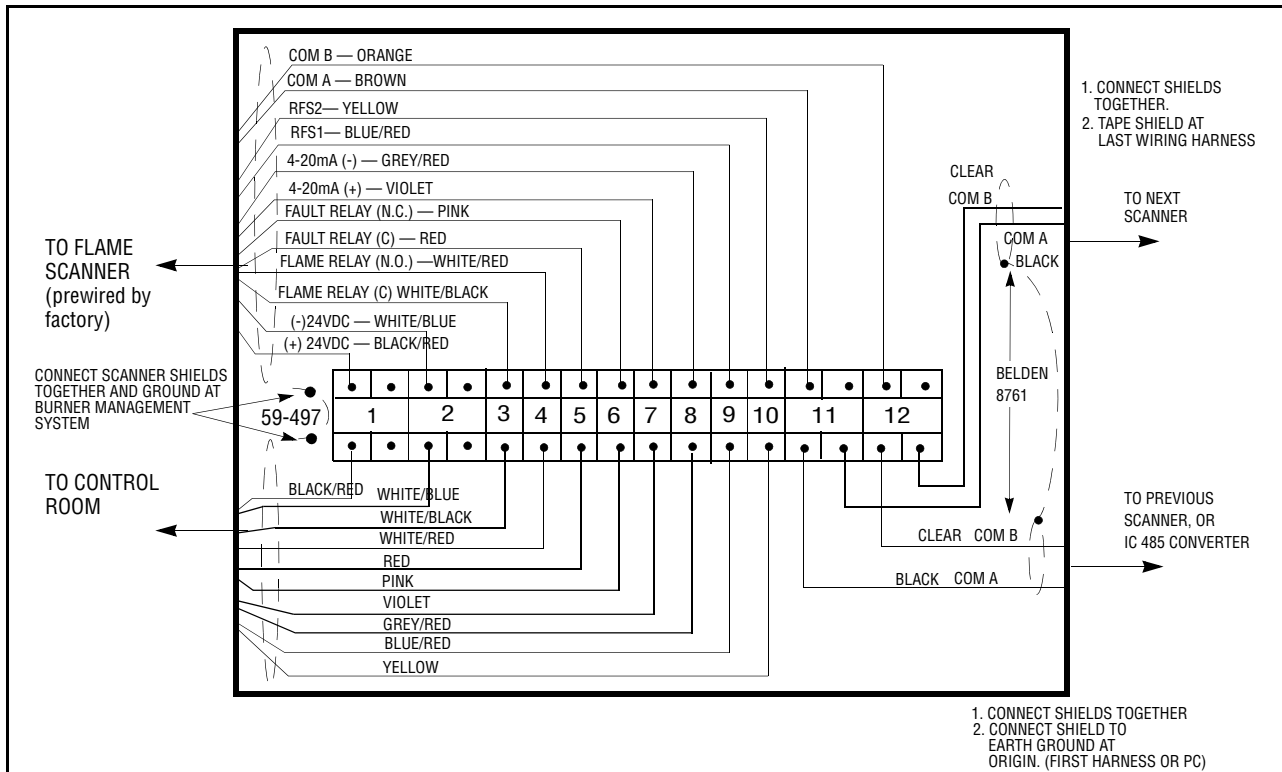 COM B — ORANGE
COM A — BROWN
RFS2— YELLOW
RFS1— BLUE/RED
4-20mA (-) — GREY/RED
4-20mA (+) — VIOLET
FAULT RELAY (N.C.) — PINK
FAULT RELAY (C) — RED
FLAME RELAY (N.O.) —WHITE/RED
FLAME RELAY (C) WHITE/BLACK
(-)24VDC — WHITE/BLUE
(+) 24VDC — BLACK/RED
TO FLAME
SCANNER
(prewired by
factory)
CONNECT SCANNER SHIELDS
TOGETHER AND GROUND AT
BURNER MANAGEMENT
SYSTEM
59-497
1 2 3 4 5 6 7 8 9 10 11 12
TO CONTROL
ROOM
BLACK/RED
WHITE/BLUE
WHITE/BLACK
WHITE/RED
RED
PINK
VIOLET
GREY/RED
BLUE/RED
YELLOW
1. CONNECT SHIELDS
TOGETHER.
2. TAPE SHIELD AT
LAST WIRING HARNESS
CLEAR
COM B
COM A
BLACK
TO NEXT
SCANNER
BELDEN
8761
CLEAR COM B
BLACK COM A
TO PREVIOUS
SCANNER, OR
IC 485 CONVERTER
1. CONNECT SHIELDS TOGETHER
2. CONNECT SHIELD TO
EARTH GROUND AT
ORIGIN. (FIRST HARNESS OR PC)